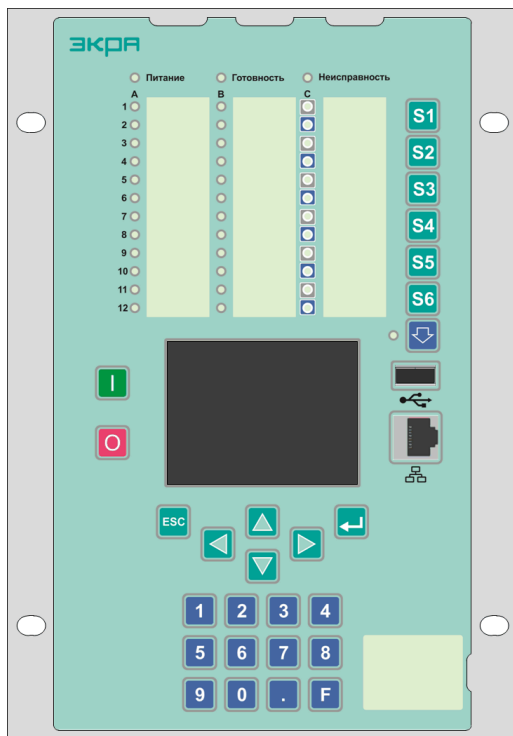 ЭКРА
Питание Готовность Неисправность
A B C
1
2
3
4
5
6
7
8
9
10
11
12
S1
S2
S3
S4
S5
S6
I
O
ESC
1 2 3 4
5 6 7 8
9 0 . F